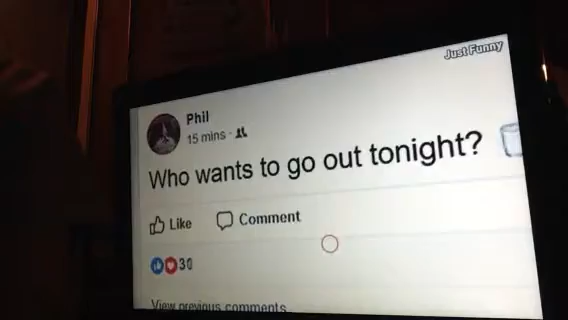 Just Funny
Phil
15 mins
Who wants to go out tonight?
Like Comment
30
View previous comments